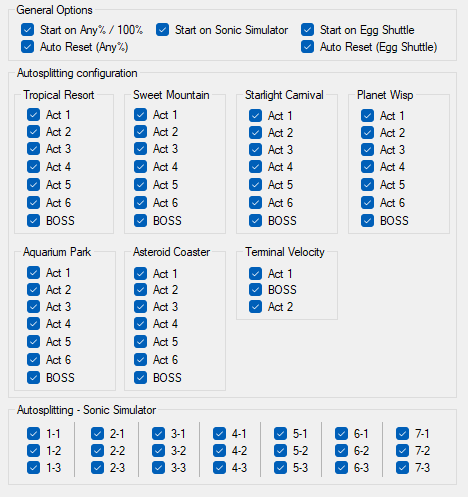 General Options
Start on Any% / 100% Start on Sonic Simulator Start on Egg Shuttle
Auto Reset (Any%) Auto Reset (Egg Shuttle)
Autosplitting configuration
Tropical Resort Sweet Mountain Starlight Carnival Planet Wisp
Act 1 Act 1 Act 1 Act 1
Act 2 Act 2 Act 2 Act 2
Act 3 Act 3 Act 3 Act 3
Act 4 Act 4 Act 4 Act 4
Act 5 Act 5 Act 5 Act 5
Act 6 Act 6 Act 6 Act 6
BOSS BOSS BOSS BOSS
Aquarium Park Asteroid Coaster Terminal Velocity
Act 1 Act 1 Act 1
Act 2 Act 2 BOSS
Act 3 Act 3 Act 2
Act 4 Act 4
Act 5 Act 5
Act 6 Act 6
BOSS BOSS
Autosplitting - Sonic Simulator
1-1 2-1 3-1 4-1 5-1 6-1 7-1
1-2 2-2 3-2 4-2 5-2 6-2 7-2
1-3 2-3 3-3 4-3 5-3 6-3 7-3